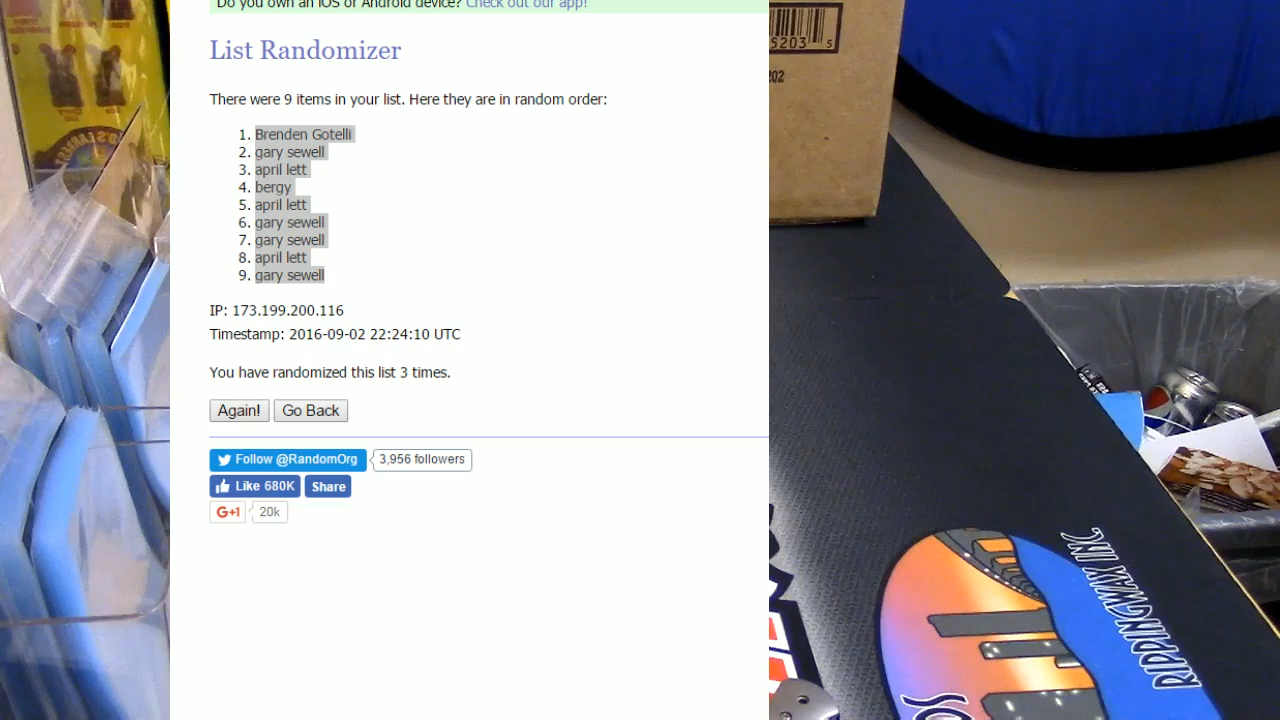 Do you own an iOS or Android device? Check out our app!
List Randomizer
There were 9 items in your list. Here they are in random order:
1. Brenden Gotelli
2. gary sewell
3. april lett
4. bergy
5. april lett
6. gary sewell
7. gary sewell
8. april lett
9. gary sewell
IP: 173.199.200.116
Timestamp: 2016-09-02 22:24:10 UTC
You have randomized this list 3 times.
Again! Go Back
Follow @RandomOrg 3,956 followers
Like 680K Share
G+1 20k
5203 5
202
RIPPINGWAX INC.